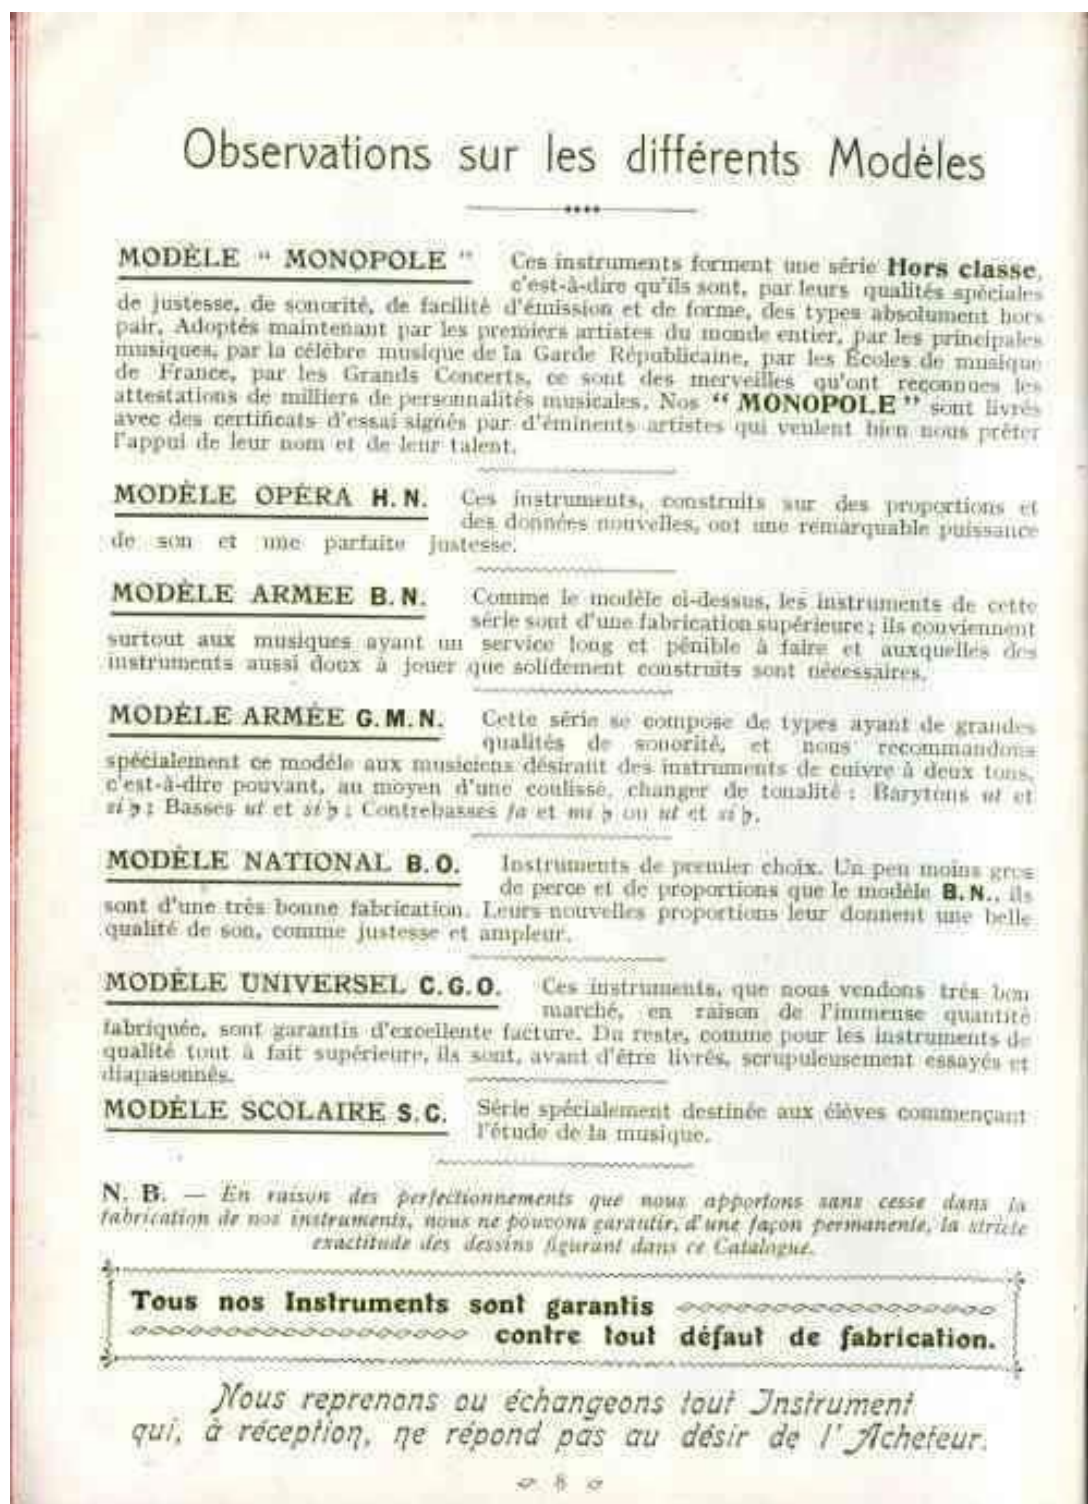 Observations sur les différents Modèles
MODÈLE " MONOPOLE " Ces instruments forment une série Hors classe,
c'est-à-dire qu'ils sont, par leurs qualités spéciales
de justesse, de sonorité, de facilité d'émission et de forme, des types absolument hors
pair. Adoptés maintenant par les premiers artistes du monde entier, par les principales
musiques, par la célèbre musique de la Garde Républicaine, par les Écoles de musique
de France, par les Grands Concerts, ce sont des merveilles qu'ont reconnues les
attestations de milliers de personnalités musicales. Nos " MONOPOLE " sont livrés
avec des certificats d'essai signés par d'éminents artistes qui veulent bien nous prêter
l'appui de leur nom et de leur talent.
MODÈLE OPÉRA H.N. Ces instruments, construits sur des proportions et
des données nouvelles, ont une remarquable puissance
de son et une parfaite justesse.
MODÈLE ARMEE B.N. Comme le modèle ci-dessus, les instruments de cette
série sont d'une fabrication supérieure ; ils conviennent
surtout aux musiques ayant un service long et pénible à faire et auxquelles des
instruments aussi doux à jouer que solidement construits sont nécessaires.
MODÈLE ARMÉE G.M.N. Cette série se compose de types ayant de grandes
qualités de sonorité, et nous recommandons
spécialement ce modèle aux musiciens désirant des instruments de cuivre à deux tons,
c'est-à-dire pouvant, au moyen d'une coulisse, changer de tonalité : Barytons ut et
si ♭ ; Basses ut et si ♭ ; Contrebasses fa et mi ♭ ou ut et si ♭.
MODÈLE NATIONAL B.O. Instruments de premier choix. Un peu moins gros
de perce et de proportions que le modèle B.N., ils
sont d'une très bonne fabrication. Leurs nouvelles proportions leur donnent une belle
qualité de son, comme justesse et ampleur.
MODÈLE UNIVERSEL C.G.O. Ces instruments, que nous vendons très bon
marché, en raison de l'immense quantité
fabriquée, sont garantis d'excellente facture. Du reste, comme pour les instruments de
qualité tout à fait supérieure, ils sont, avant d'être livrés, scrupuleusement essayés et
diapasonnés.
MODÈLE SCOLAIRE S.C. Série spécialement destinée aux élèves commençant
l'étude de la musique.
N. B. — En raison des perfectionnements que nous apportons sans cesse dans la
fabrication de nos instruments, nous ne pouvons garantir, d'une façon permanente, la stricte
exactitude des dessins figurant dans ce Catalogue.
Tous nos Instruments sont garantis
contre tout défaut de fabrication.
Nous reprenons ou échangeons tout Instrument
qui, à réception, ne répond pas au désir de l'Acheteur.
8